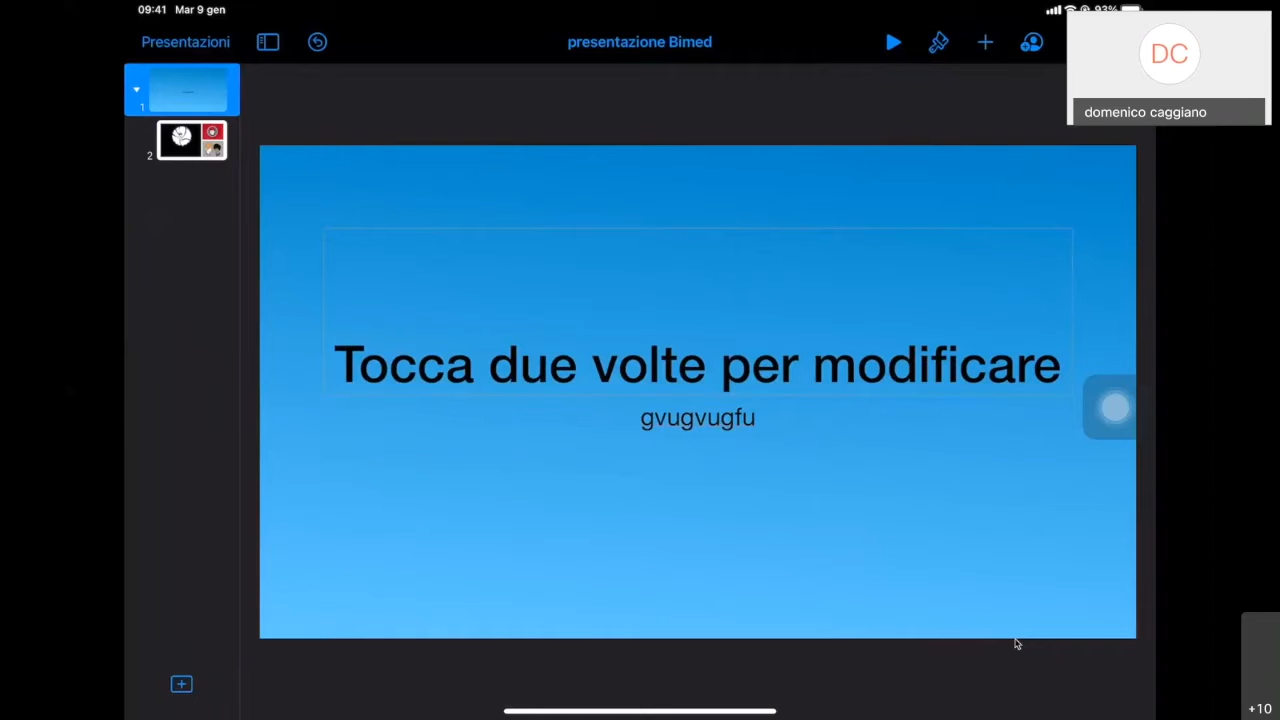 09:41 Mar 9 gen
93%
Presentazioni
presentazione Bimed
DC
domenico caggiano
1
2
Tocca due volte per modificare
gvugvugfu
+10